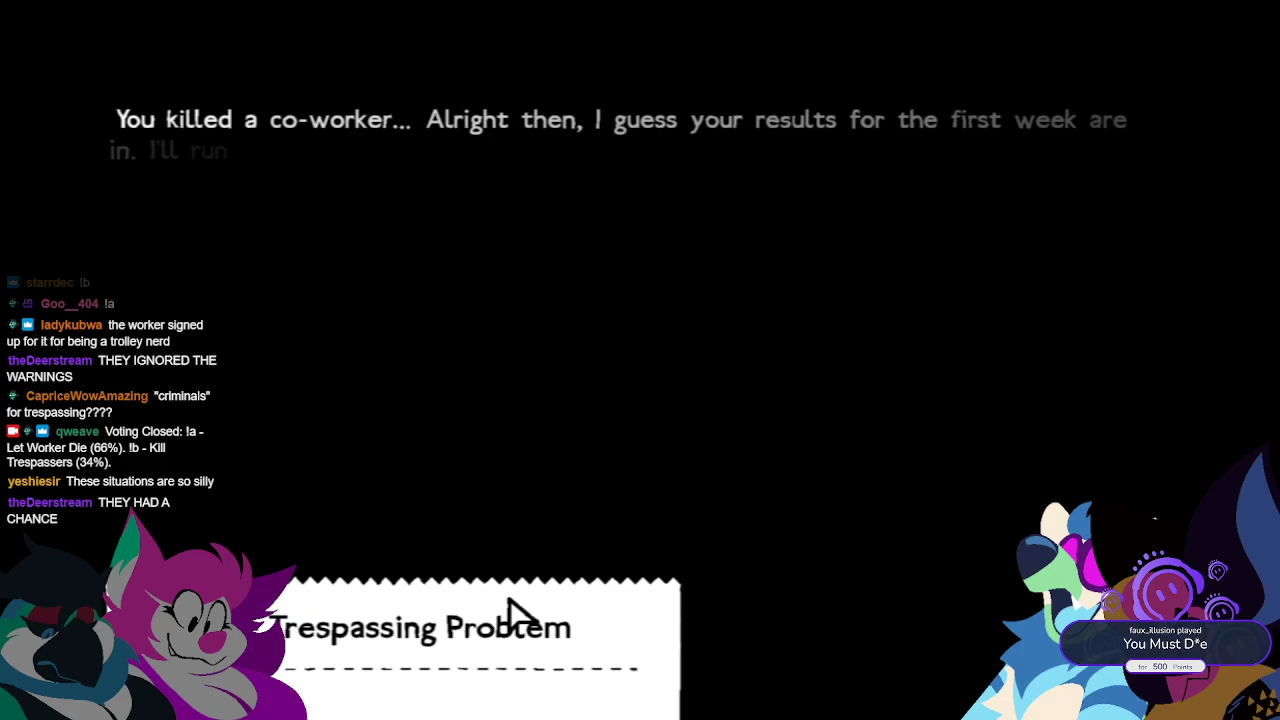 You killed a co-worker... Alright then, I guess your results for the first week are
in. I'll run
starrdec !b
Goo__404 !a
ladykubwa the worker signed
up for it for being a trolley nerd
theDeerstream THEY IGNORED THE
WARNINGS
CapriceWowAmazing "criminals"
for trespassing????
qweave Voting Closed: !a -
Let Worker Die (66%). !b - Kill
Trespassers (34%).
yeshiesir These situations are so silly
theDeerstream THEY HAD A
CHANCE
Trespassing Problem
faux_illusion played
You Must D*e
for 500 Points